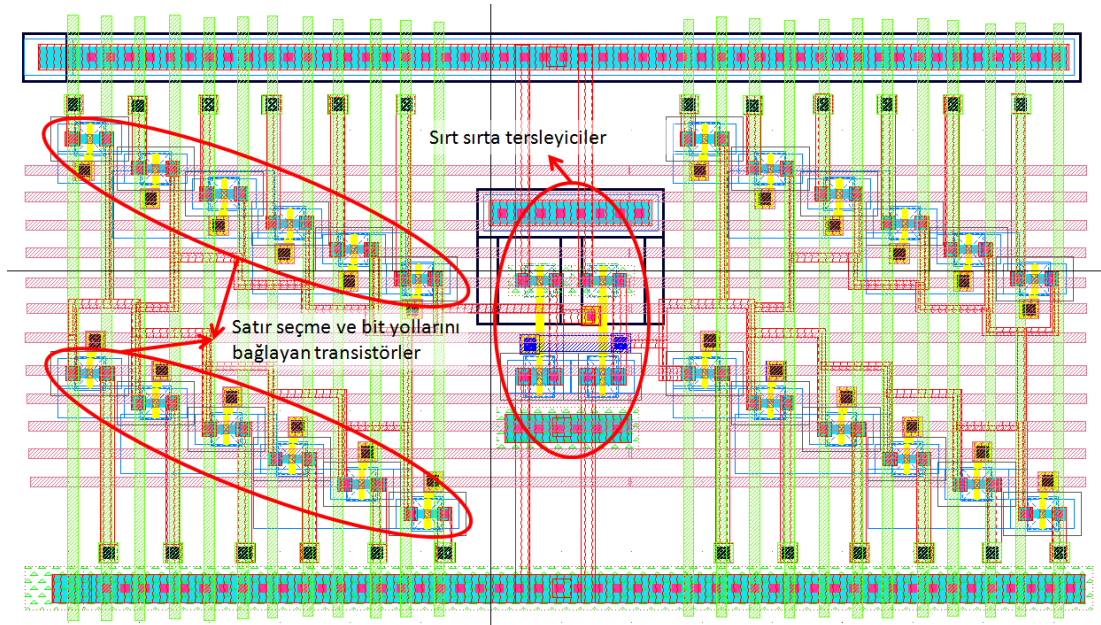 Sırt sırta tersleyiciler
Satır seçme ve bit yollarını
bağlayan transistörler